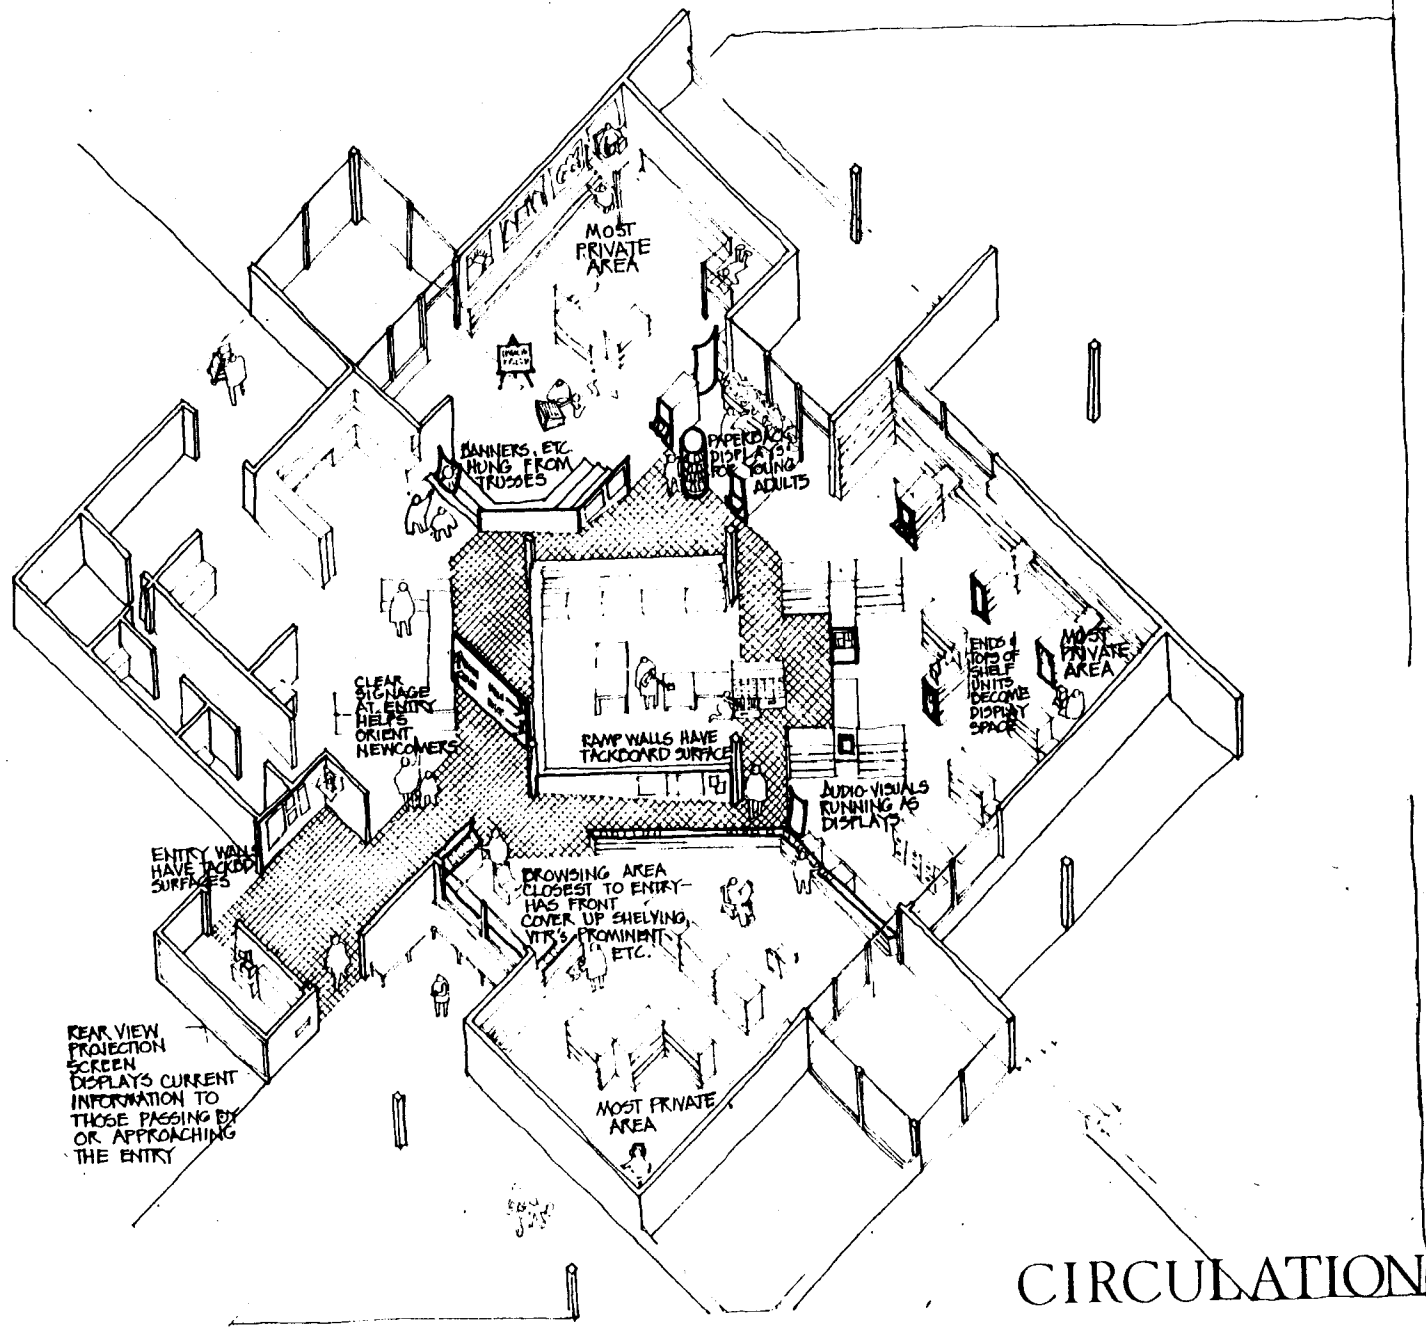 MOST
PRIVATE
AREA
BANNERS, ETC.
HUNG FROM
TRUSSES
PAPERBACK
DISPLAYS
FOR YOUNG
ADULTS
CLEAR
SIGNAGE
AT ENTRY
HELPS
ORIENT
NEWCOMERS
RAMP WALLS HAVE
TACKBOARD SURFACE
ENDS &
TOPS OF
SHELF
UNITS
BECOME
DISPLAY
SPACE
MOST
PRIVATE
AREA
AUDIO-VISUALS
RUNNING AS
DISPLAYS
ENTRY WALLS
HAVE TACKBD
SURFACES
BROWSING AREA
CLOSEST TO ENTRY-
HAS FRONT
COVER UP SHELVING,
VTR'S PROMINENT
ETC.
REAR VIEW
PROJECTION
SCREEN
DISPLAYS CURRENT
INFORMATION TO
THOSE PASSING BY
OR APPROACHING
THE ENTRY
MOST PRIVATE
AREA
CIRCULATION